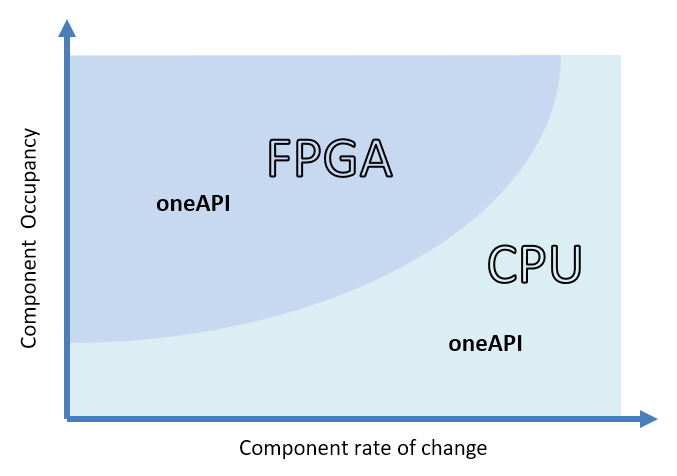 FPGA
oneAPI
Component Occupancy
CPU
oneAPI
Component rate of change